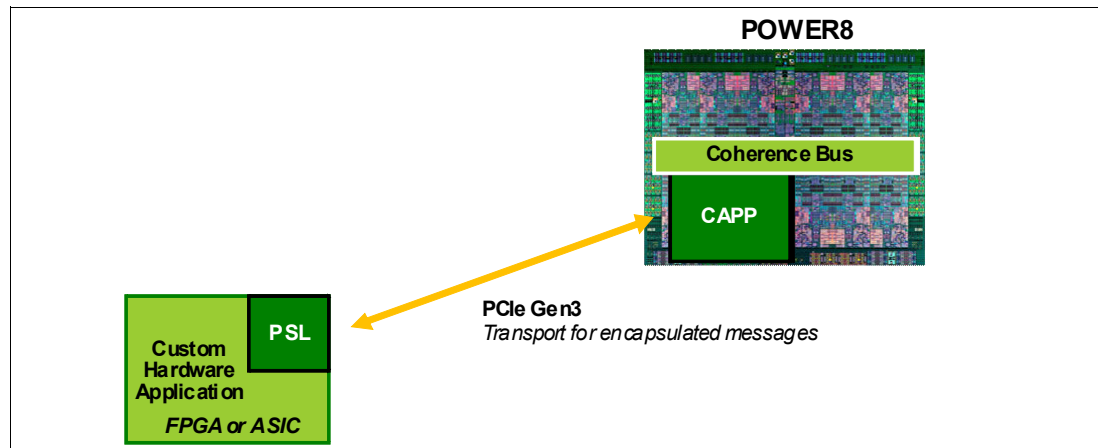 POWER8
Coherence Bus
CAPP
PCIe Gen3
Transport for encapsulated messages
PSL
Custom
Hardware
Application
FPGA or ASIC